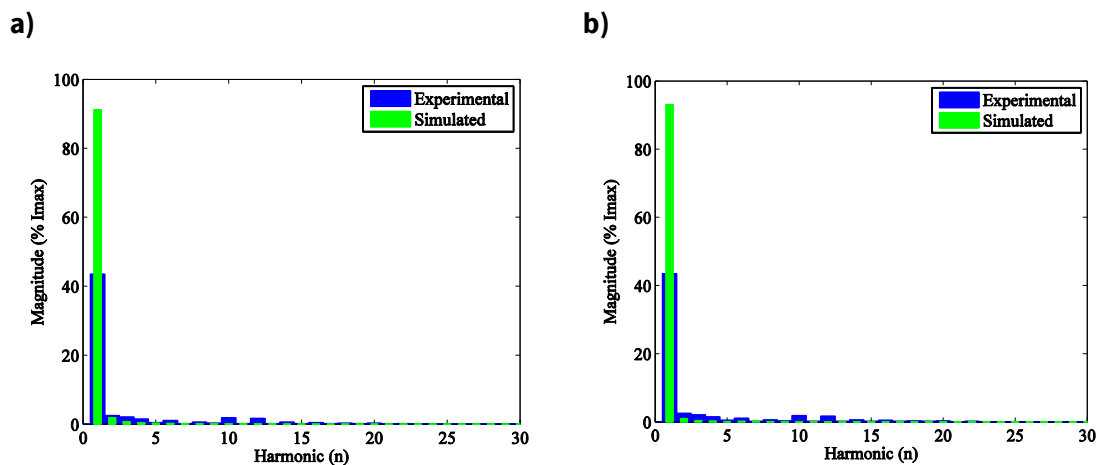 a)
100
80
60
40
20
0
Magnitude (% Imax)
Experimental
Simulated
0 5 10 15 20 25 30
Harmonic (n)
b)
100
80
60
40
20
0
Magnitude (% Imax)
Experimental
Simulated
0 5 10 15 20 25 30
Harmonic (n)